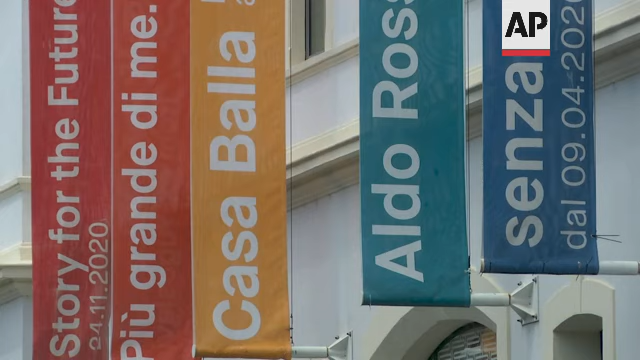 Story for the Future
24.11.2020
Più grande di me.
Casa Balla
Aldo Ross
senza
dal 09.04.2020
AP